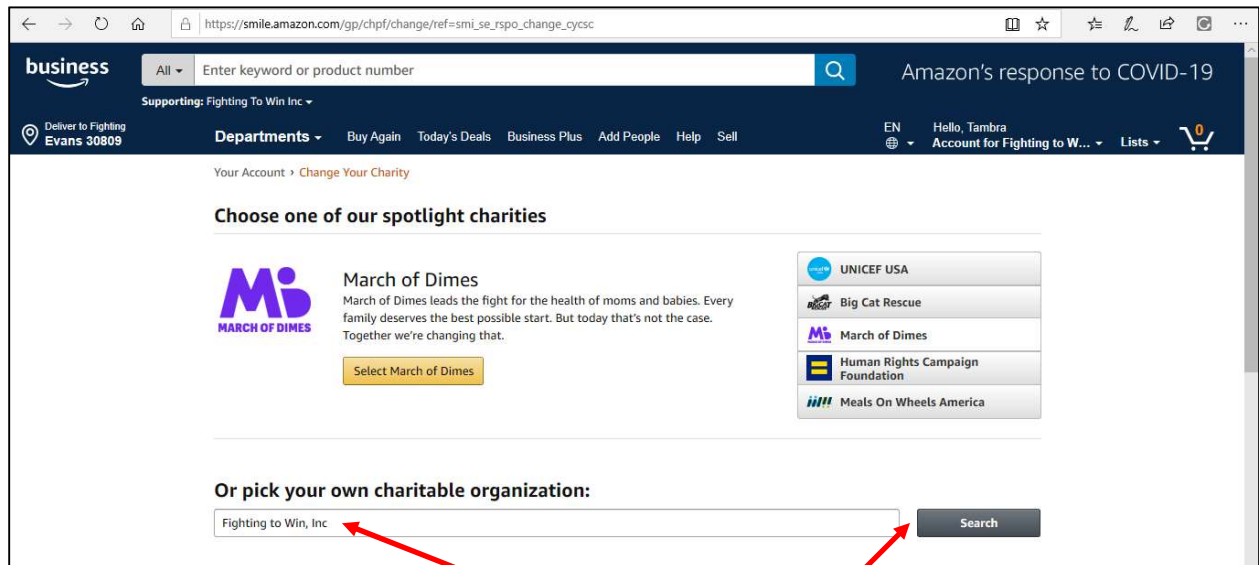 https://smile.amazon.com/gp/chpf/change/ref=smi_se_rspo_change_cycsc
business
All
Enter keyword or product number
Amazon's response to COVID-19
Supporting: Fighting To Win Inc
Deliver to Fighting
Evans 30809
Departments Buy Again Today's Deals Business Plus Add People Help Sell
EN
Hello, Tambra
Account for Fighting to W...
Lists
0
Your Account › Change Your Charity
Choose one of our spotlight charities
MARCH OF DIMES
March of Dimes
March of Dimes leads the fight for the health of moms and babies. Every
family deserves the best possible start. But today that's not the case.
Together we're changing that.
Select March of Dimes
UNICEF USA
Big Cat Rescue
March of Dimes
Human Rights Campaign
Foundation
Meals On Wheels America
Or pick your own charitable organization:
Fighting to Win, Inc
Search